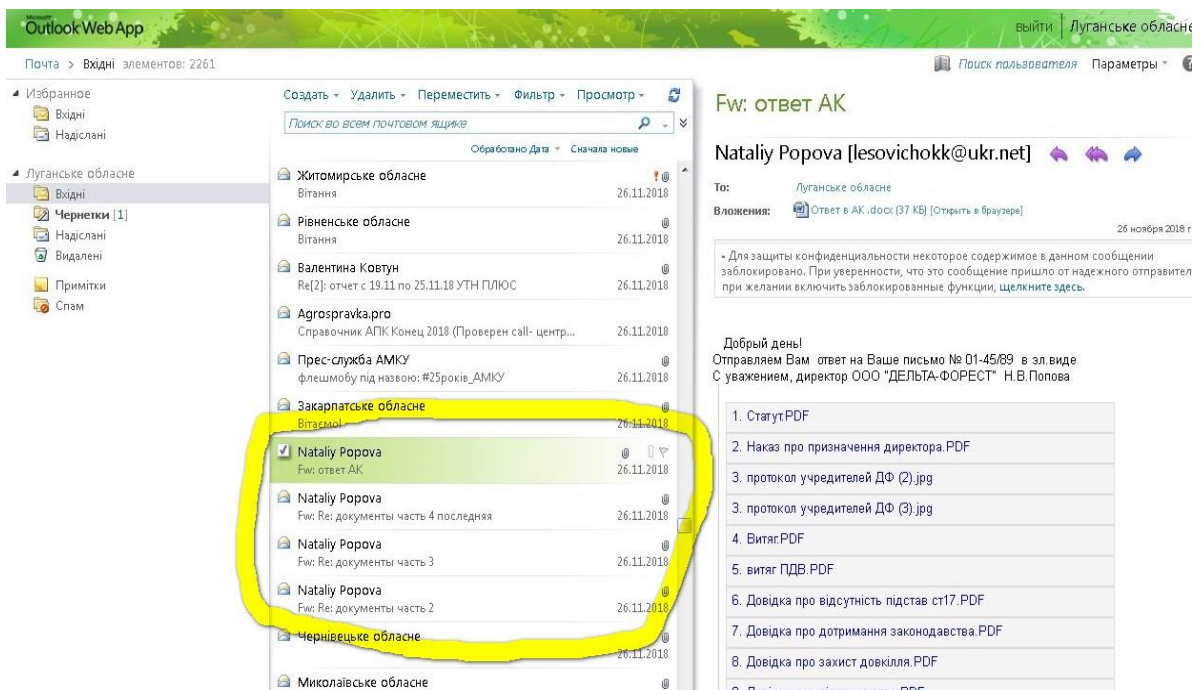 Microsoft
Outlook Web App
выйти | Луганське обласне
Почта > Вхідні элементов: 2261
Поиск пользователя Параметры
Избранное
Вхідні
Надіслані
Луганське обласне
Вхідні
Чернетки [1]
Надіслані
Видалені
Примітки
Спам
Создать Удалить Переместить Фильтр Просмотр
Поиск во всем почтовом ящике
Обработано Дата Сначала новые
Житомирське обласне
Вітання 26.11.2018
Рівненське обласне
Вітання 26.11.2018
Валентина Ковтун
Re[2]: отчет с 19.11 по 25.11.18 УТН ПЛЮС 26.11.2018
Agrospravka.pro
Справочник АПК Конец 2018 (Проверен call- центр... 26.11.2018
Прес-служба АМКУ
флешмобу під назвою: #25років_АМКУ 26.11.2018
Закарпатське обласне
Вітаємо! 26.11.2018
Nataliy Popova
Fw: ответ АК 26.11.2018
Nataliy Popova
Fw: Re: документы часть 4 последняя 26.11.2018
Nataliy Popova
Fw: Re: документы часть 3 26.11.2018
Nataliy Popova
Fw: Re: документы часть 2 26.11.2018
Чернівецьке обласне
26.11.2018
Миколаївське обласне
Fw: ответ АК
Nataliy Popova [lesovichokk@ukr.net]
To: Луганське обласне
Вложения: Ответ в АК .docx (37 КБ) [Открыть в браузере]
26 ноября 2018 г
• Для защиты конфиденциальности некоторое содержимое в данном сообщении
заблокировано. При уверенности, что это сообщение пришло от надежного отправител
при желании включить заблокированные функции, щелкните здесь.
Добрый день!
Отправляем Вам ответ на Ваше письмо № 01-45/89 в эл.виде
С уважением, директор ООО "ДЕЛЬТА-ФОРЕСТ" Н.В.Попова
1. Статут.PDF
2. Наказ про призначення директора.PDF
3. протокол учредителей ДФ (2).jpg
3. протокол учредителей ДФ (3).jpg
4. Витяг.PDF
5. витяг ПДВ.PDF
6. Довідка про відсутність підстав ст17.PDF
7. Довідка про дотримання законодавства.PDF
8. Довідка про захист довкілля.PDF